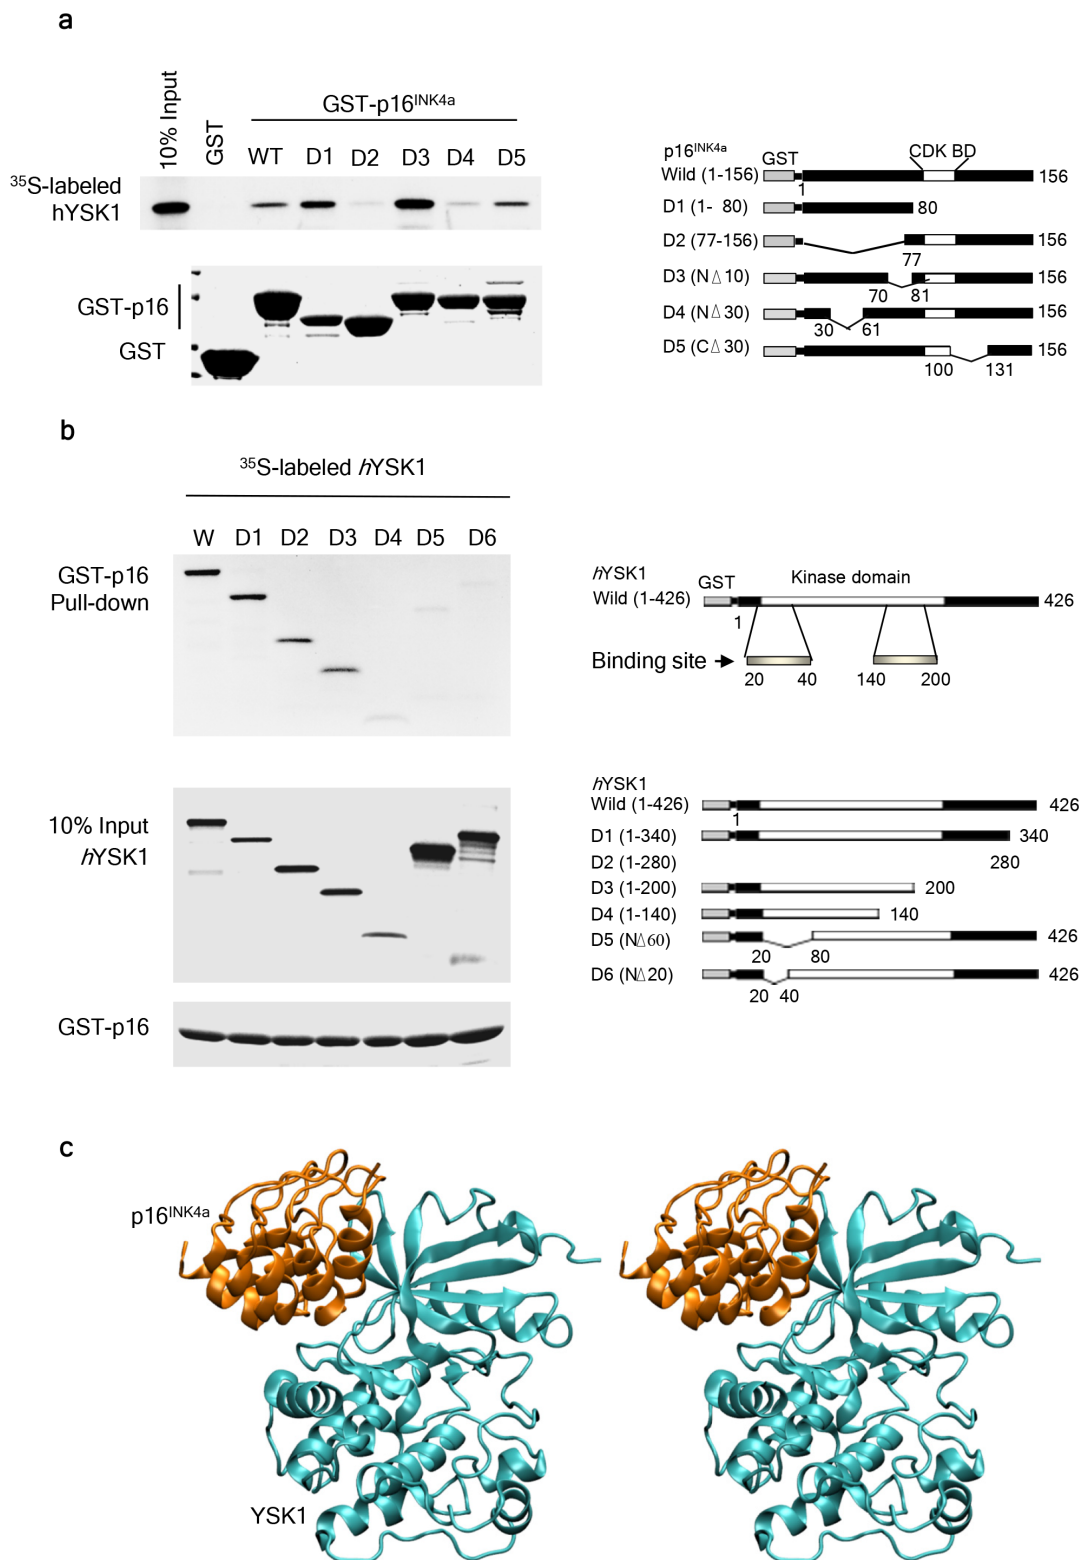 a
10% Input
GST
GST-p16INK4a
WT D1 D2 D3 D4 D5
35S-labeled
hYSK1
GST-p16
GST
p16INK4a
GST
CDK BD
Wild (1-156)
1
156
D1 (1- 80)
80
D2 (77-156)
77
156
D3 (NΔ10)
70
81
156
D4 (NΔ30)
30
61
156
D5 (CΔ30)
100
131
156
b
35S-labeled hYSK1
W D1 D2 D3 D4 D5 D6
GST-p16
Pull-down
10% Input
hYSK1
GST-p16
hYSK1
GST
Kinase domain
Wild (1-426)
426
1
Binding site
20
40
140
200
hYSK1
Wild (1-426)
426
1
D1 (1-340)
340
D2 (1-280)
280
D3 (1-200)
200
D4 (1-140)
140
D5 (NΔ60)
426
20
80
D6 (NΔ20)
426
20
40
c
p16INK4a
YSK1